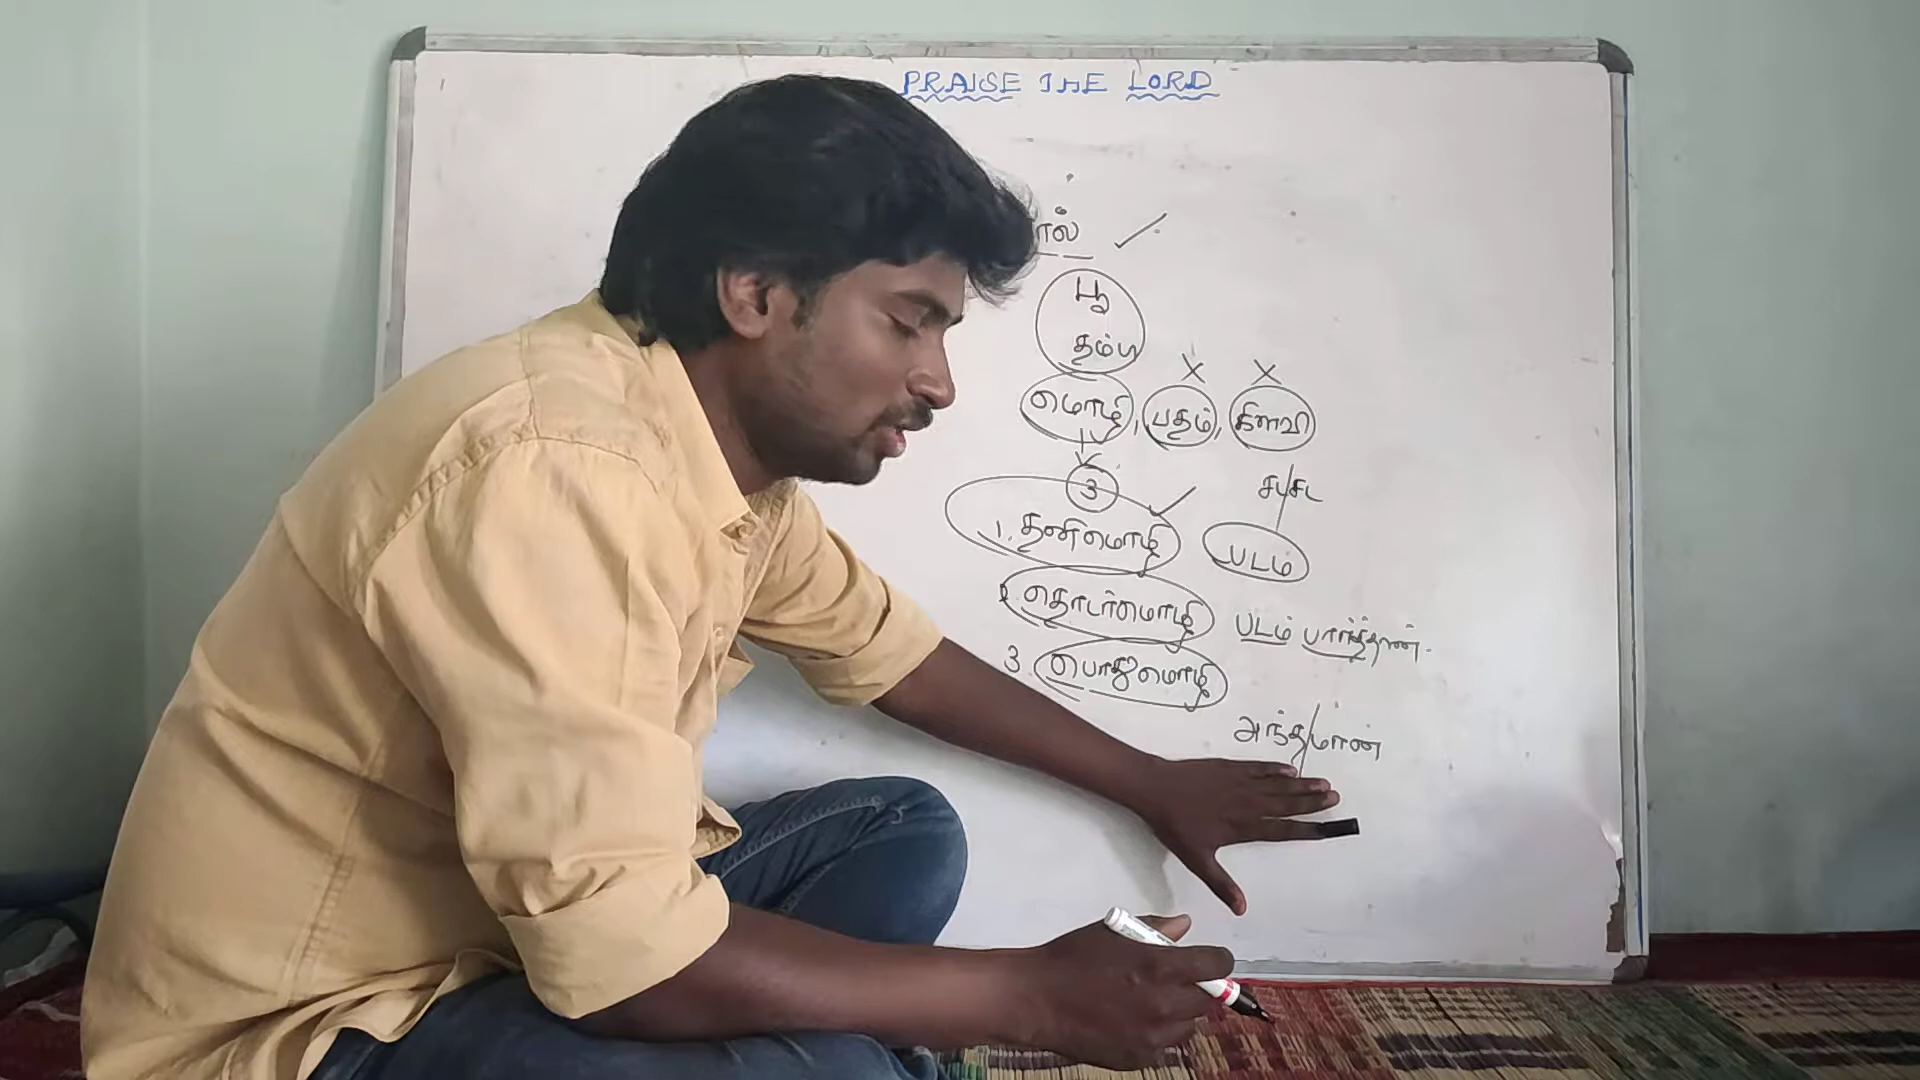 PRAISE THE LORD
பூ
தம்பி
மொழி, பதம், கிளவி
3
1. தனிமொழி படம்
2. தொடர்மொழி படம் பார்த்தான்.
3. பொதுமொழி
அந்தமான்